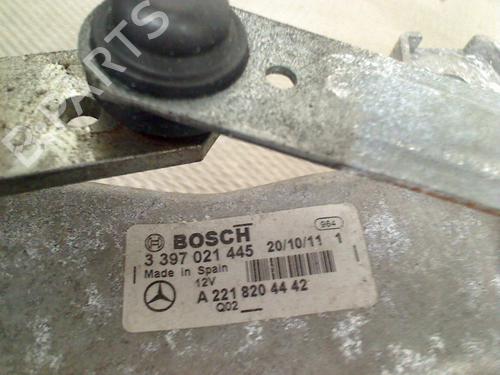 B-PARTS
BOSCH
964
3 397 021 445 20/10/11 1
Made in Spain
12V
A 221 820 44 42
Q02